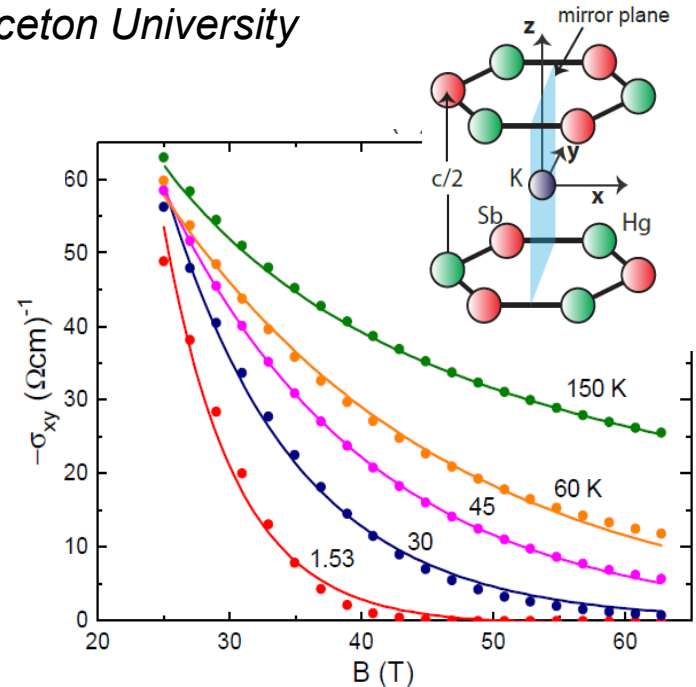 ceton University
mirror plane
z
y
c/2
K
x
Sb
Hg
60
50
40
30
20
10
0
–σxy (Ωcm)-1
150 K
60 K
45
30
1.53
20
30
40
50
60
B (T)